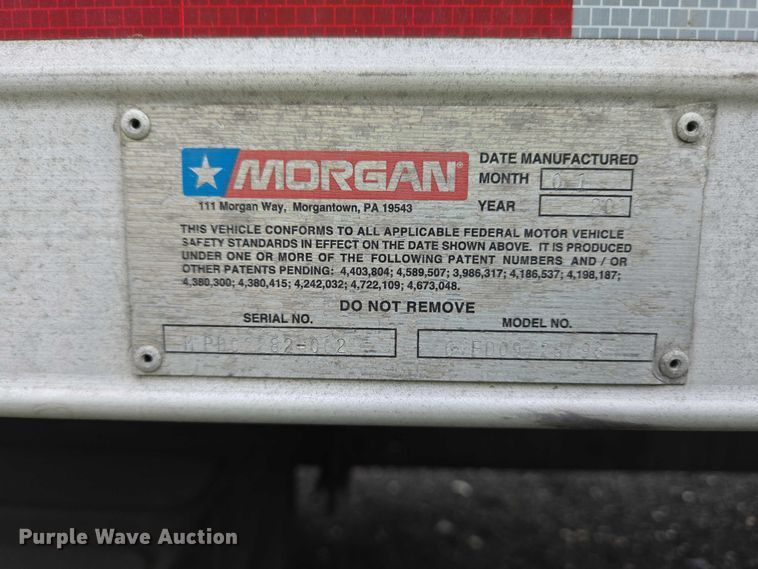 MORGAN®
111 Morgan Way, Morgantown, PA 19543
DATE MANUFACTURED
MONTH 01
YEAR 20
THIS VEHICLE CONFORMS TO ALL APPLICABLE FEDERAL MOTOR VEHICLE
SAFETY STANDARDS IN EFFECT ON THE DATE SHOWN ABOVE. IT IS PRODUCED
UNDER ONE OR MORE OF THE FOLLOWING PATENT NUMBERS AND / OR
OTHER PATENTS PENDING: 4,403,804; 4,589,507; 3,986,317; 4,186,537; 4,198,187;
4,380,300; 4,380,415; 4,242,032; 4,722,109; 4,673,048.
DO NOT REMOVE
SERIAL NO.
MODEL NO.
Purple Wave Auction